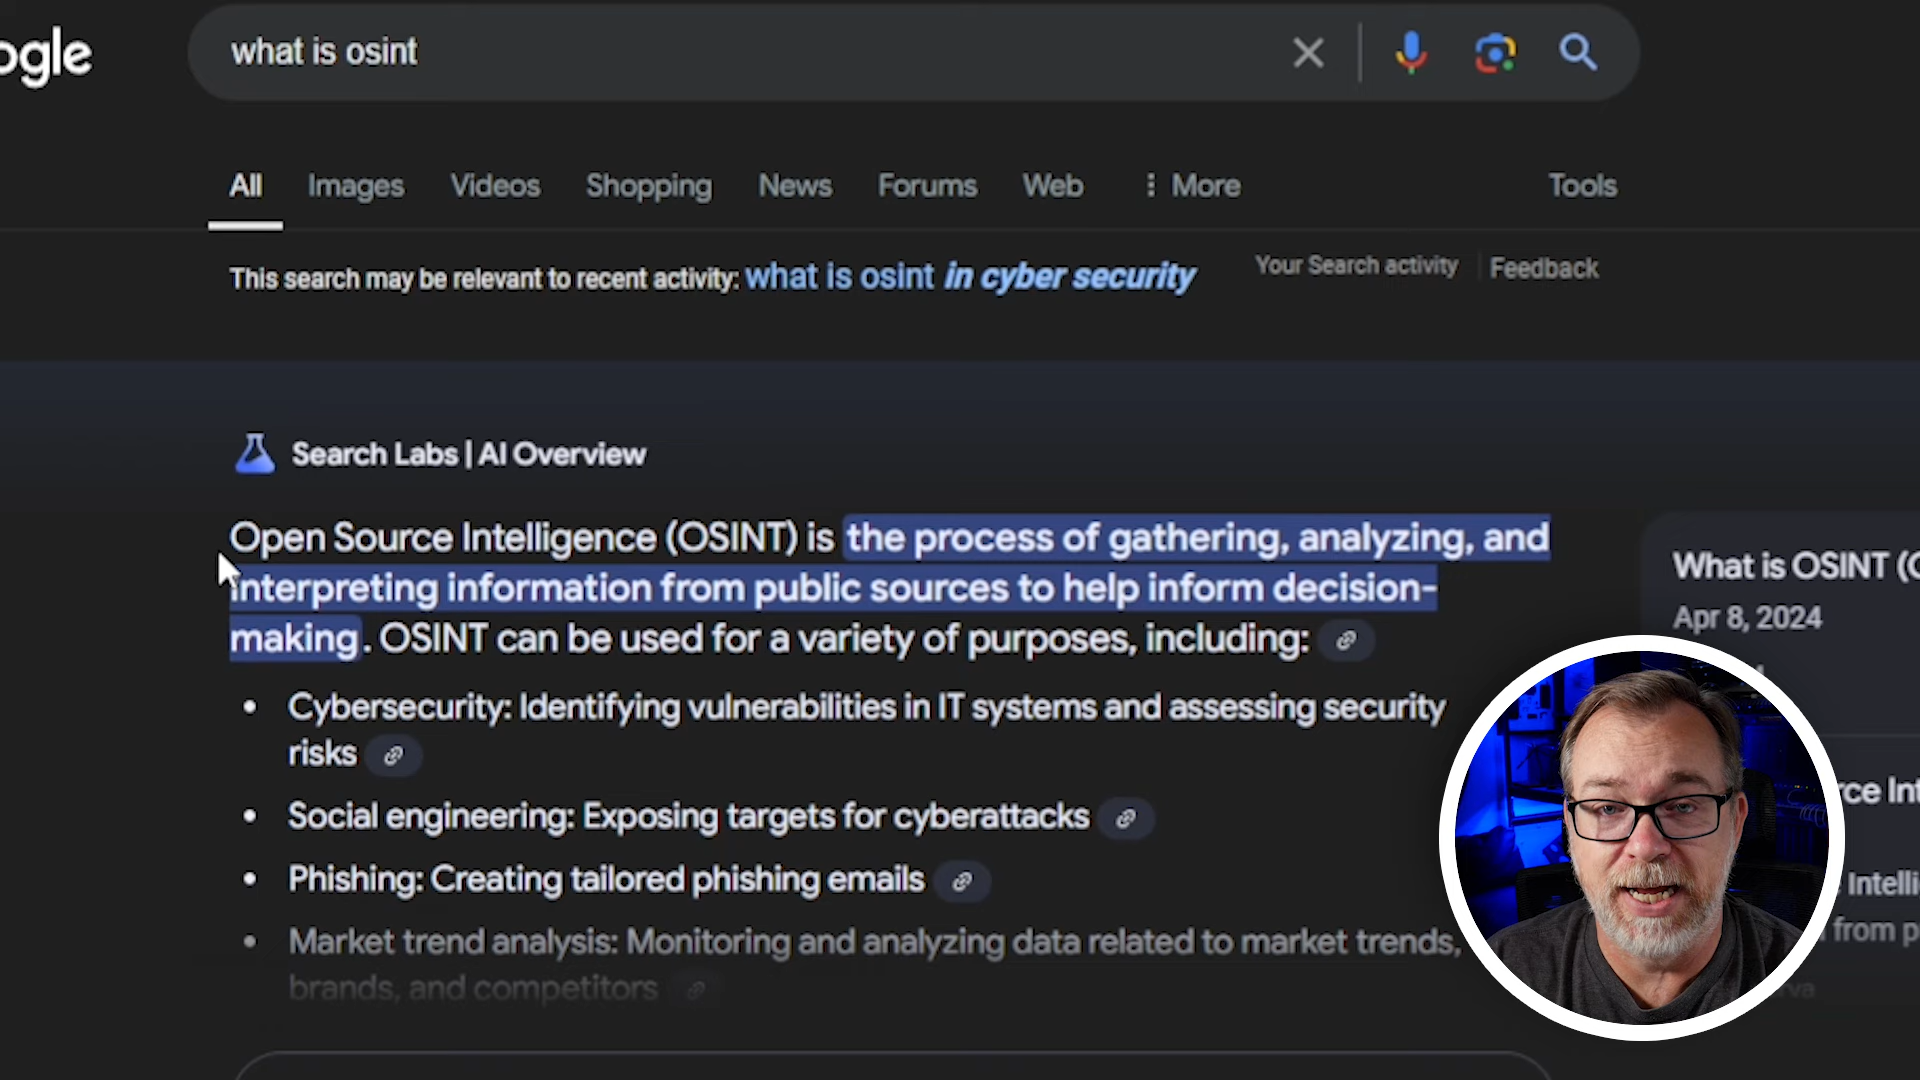 ogle
what is osint
All Images Videos Shopping News Forums Web More Tools
This search may be relevant to recent activity: what is osint in cyber security Your Search activity Feedback
Search Labs | AI Overview
Open Source Intelligence (OSINT) is the process of gathering, analyzing, and
interpreting information from public sources to help inform decision-
making. OSINT can be used for a variety of purposes, including:
• Cybersecurity: Identifying vulnerabilities in IT systems and assessing security
risks
• Social engineering: Exposing targets for cyberattacks
• Phishing: Creating tailored phishing emails
• Market trend analysis: Monitoring and analyzing data related to market trends,
brands, and competitors
What is OSINT (O
Apr 8, 2024
rce Int
Intelli
from p